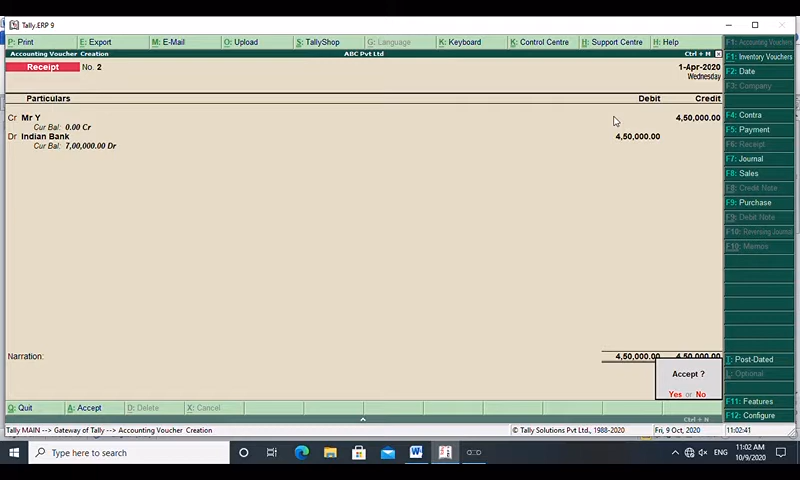 Tally.ERP 9
P: Print
E: Export
M: E-Mail
O: Upload
S: TallyShop
G: Language
K: Keyboard
K: Control Centre
H: Support Centre
H: Help
F1: Accounting Vouchers
Accounting Voucher Creation
ABC Pvt Ltd
Ctrl + M
F1: Inventory Vouchers
Receipt No. 2
1-Apr-2020
Wednesday
F2: Date
F3: Company
Particulars
Debit
Credit
Cr Mr Y
4,50,000.00
Cur Bal: 0.00 Cr
Dr Indian Bank
4,50,000.00
Cur Bal: 7,00,000.00 Dr
F4: Contra
F5: Payment
F6: Receipt
F7: Journal
F8: Sales
F8: Credit Note
F9: Purchase
F9: Debit Note
F10: Reversing Journal
F10: Memos
Narration:
4,50,000.00
4,50,000.00
Accept ?
Yes or No
T: Post-Dated
L: Optional
F11: Features
F12: Configure
Q: Quit
A: Accept
D: Delete
X: Cancel
Ctrl + N
Tally MAIN --> Gateway of Tally --> Accounting Voucher Creation
© Tally Solutions Pvt Ltd., 1988-2020
Fri, 9 Oct, 2020
11:02:41
Type here to search
ENG
11:02 AM
10/9/2020